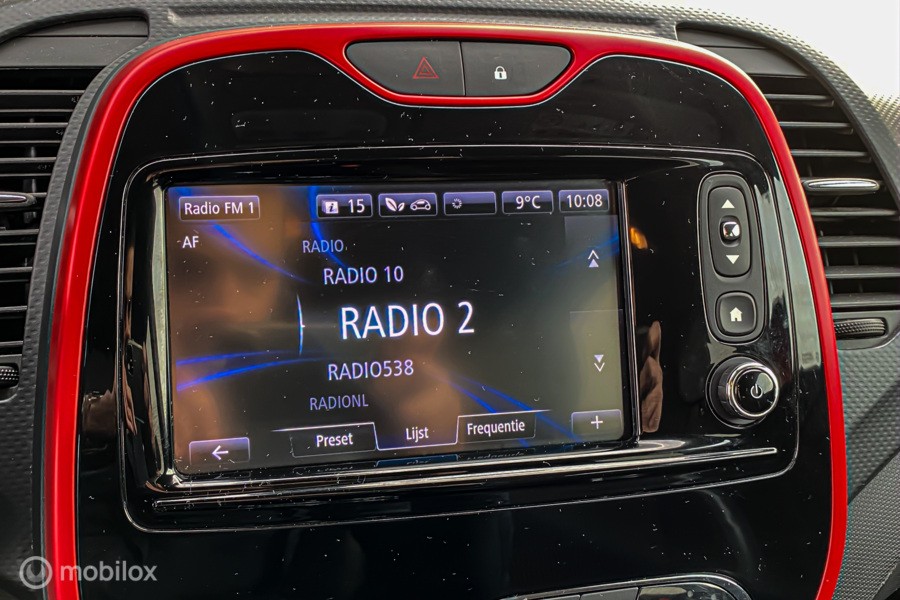 Radio FM 1 i 15 9°C 10:08
AF
RADIO
RADIO 10
RADIO 2
RADIO538
RADIONL
Preset Lijst Frequentie +
mobilox